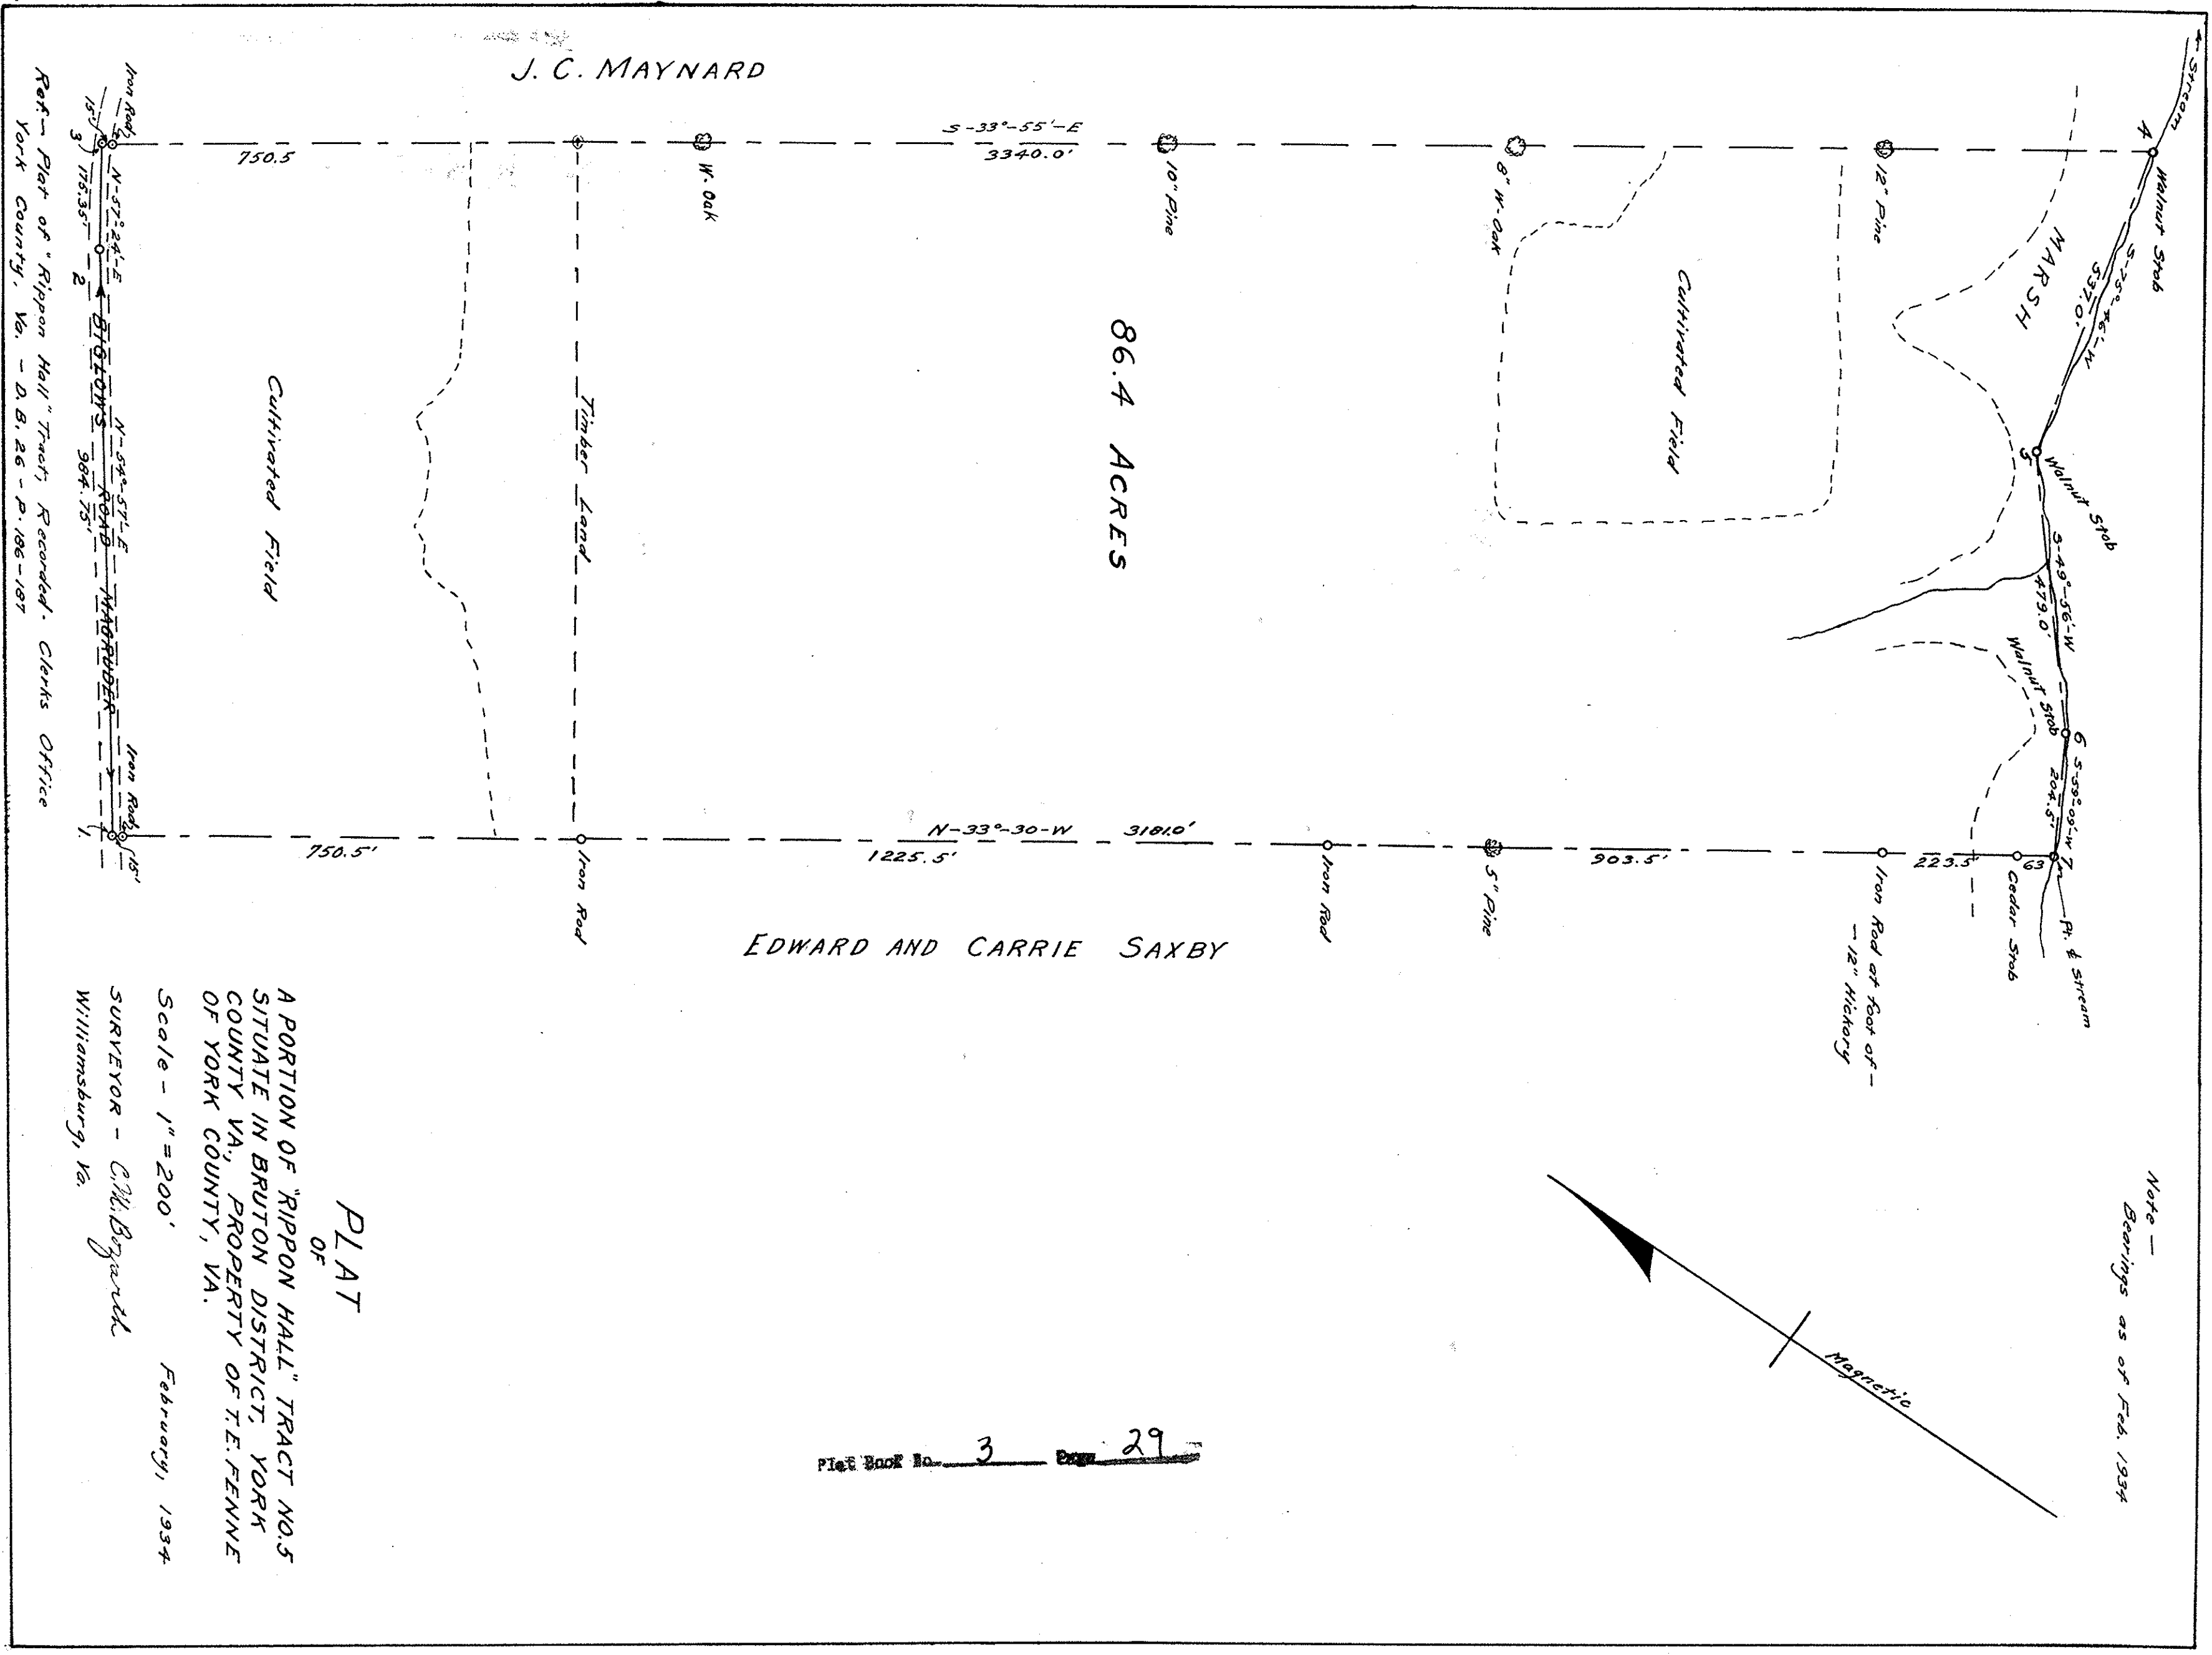 J. C. MAYNARD
S-33°-55'-E
3340.0'
750.5
Iron Rod
15'
3
W. Oak
10" Pine
8" W-Oak
12" Pine
4
← Stream
Walnut Stob
S-75°-56'-W
537.0'
MARSH
5
Walnut Stob
S-49°-56'-W
479.0'
Walnut Stob
6
S-59°-09'-W
204.5'
7
Pt. ⅊ Stream
Cultivated Field
86.4 ACRES
Timber Land
Cultivated Field
N-57°-24'-E
175.35'
2
BIGLOWS ROAD MAGRUDER
N-54°-57'-E
984.75'
Iron Rod
1.
15'
Ref.- Plat of "Rippon Hall" Tract, Recorded- Clerks Office
York County, Va. - D.B. 26 - P. 186-187
N-33°-30-W 3181.0'
750.5'
1225.5'
903.5'
223.5'
63
Iron Rod
Iron Rod
5" Pine
Iron Rod at foot of -
- 12" Hickory
Cedar Stob
EDWARD AND CARRIE SAXBY
Note -
Bearings as of Feb. 1934
Magnetic
PLAT
OF
A PORTION OF "RIPPON HALL" TRACT NO.5
SITUATE IN BRUTON DISTRICT, YORK
COUNTY VA., PROPERTY OF T.E. FENNE
OF YORK COUNTY, VA.
Scale - 1" = 200' February, 1934
SURVEYOR - C.M. Bozarth
Williamsburg, Va.
Plat Book No. 3 Page 29